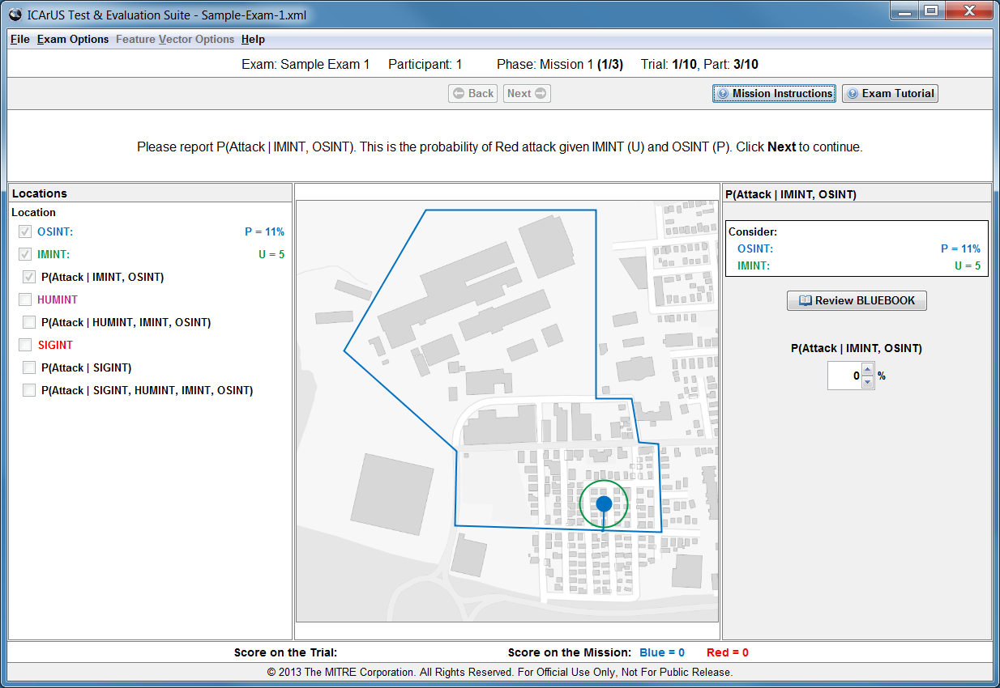 ICArUS Test & Evaluation Suite - Sample-Exam-1.xml
File Exam Options Feature Vector Options Help
Exam: Sample Exam 1 Participant: 1 Phase: Mission 1 (1/3) Trial: 1/10, Part: 3/10
Back Next Mission Instructions Exam Tutorial
Please report P(Attack | IMINT, OSINT). This is the probability of Red attack given IMINT (U) and OSINT (P). Click Next to continue.
Locations
Location
OSINT: P = 11%
IMINT: U = 5
P(Attack | IMINT, OSINT)
HUMINT
P(Attack | HUMINT, IMINT, OSINT)
SIGINT
P(Attack | SIGINT)
P(Attack | SIGINT, HUMINT, IMINT, OSINT)
P(Attack | IMINT, OSINT)
Consider:
OSINT: P = 11%
IMINT: U = 5
Review BLUEBOOK
P(Attack | IMINT, OSINT)
0 %
Score on the Trial: Score on the Mission: Blue = 0 Red = 0
© 2013 The MITRE Corporation. All Rights Reserved. For Official Use Only, Not For Public Release.